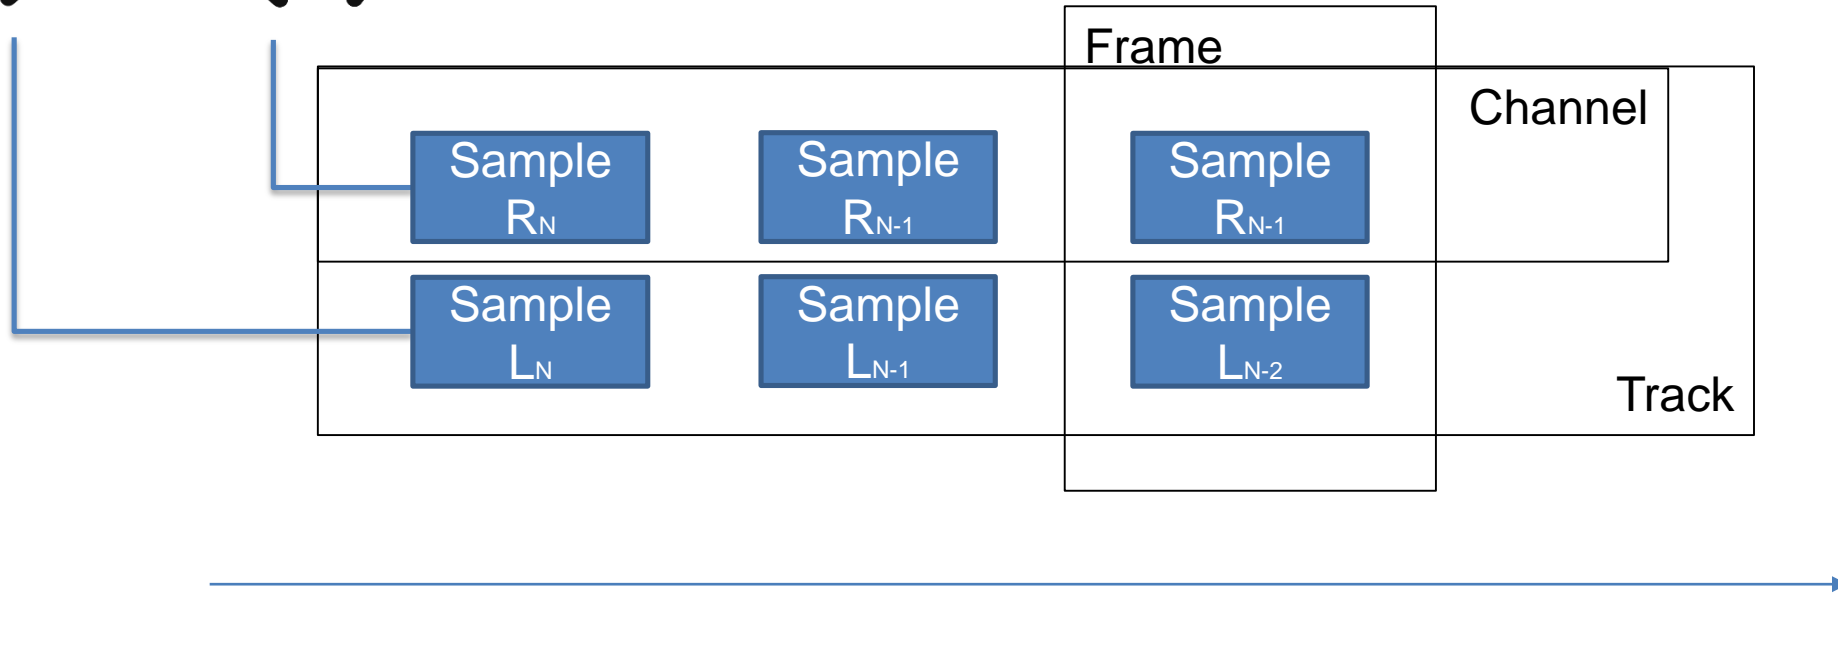 Frame
Channel
Sample
RN
Sample
RN-1
Sample
RN-1
Sample
LN
Sample
LN-1
Sample
LN-2
Track